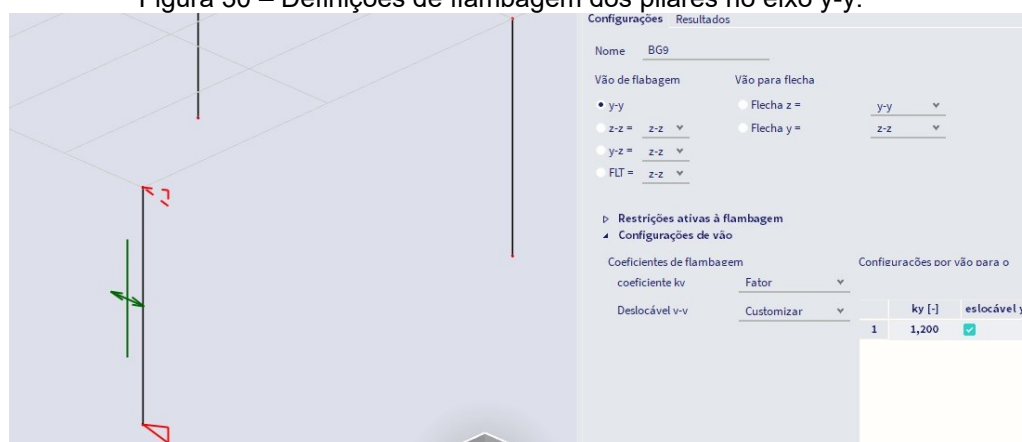 Figura 50 – Definições de flambagem dos pilares no eixo y-y.
Configurações Resultados
Nome BG9
Vão de flabagem Vão para flecha
y-y Flecha z = y-y
z-z = z-z Flecha y = z-z
y-z = z-z
FLT = z-z
Restrições ativas à flambagem
Configurações de vão
Coeficientes de flambagem Configurações por vão para o
coeficiente ky Fator
Deslocável y-y Customizar
ky [-] eslocável y
1 1,200